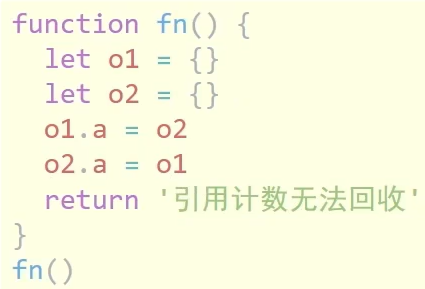 function fn() {
  let o1 = {}
  let o2 = {}
  o1.a = o2
  o2.a = o1
  return '引用计数无法回收'
}
fn()